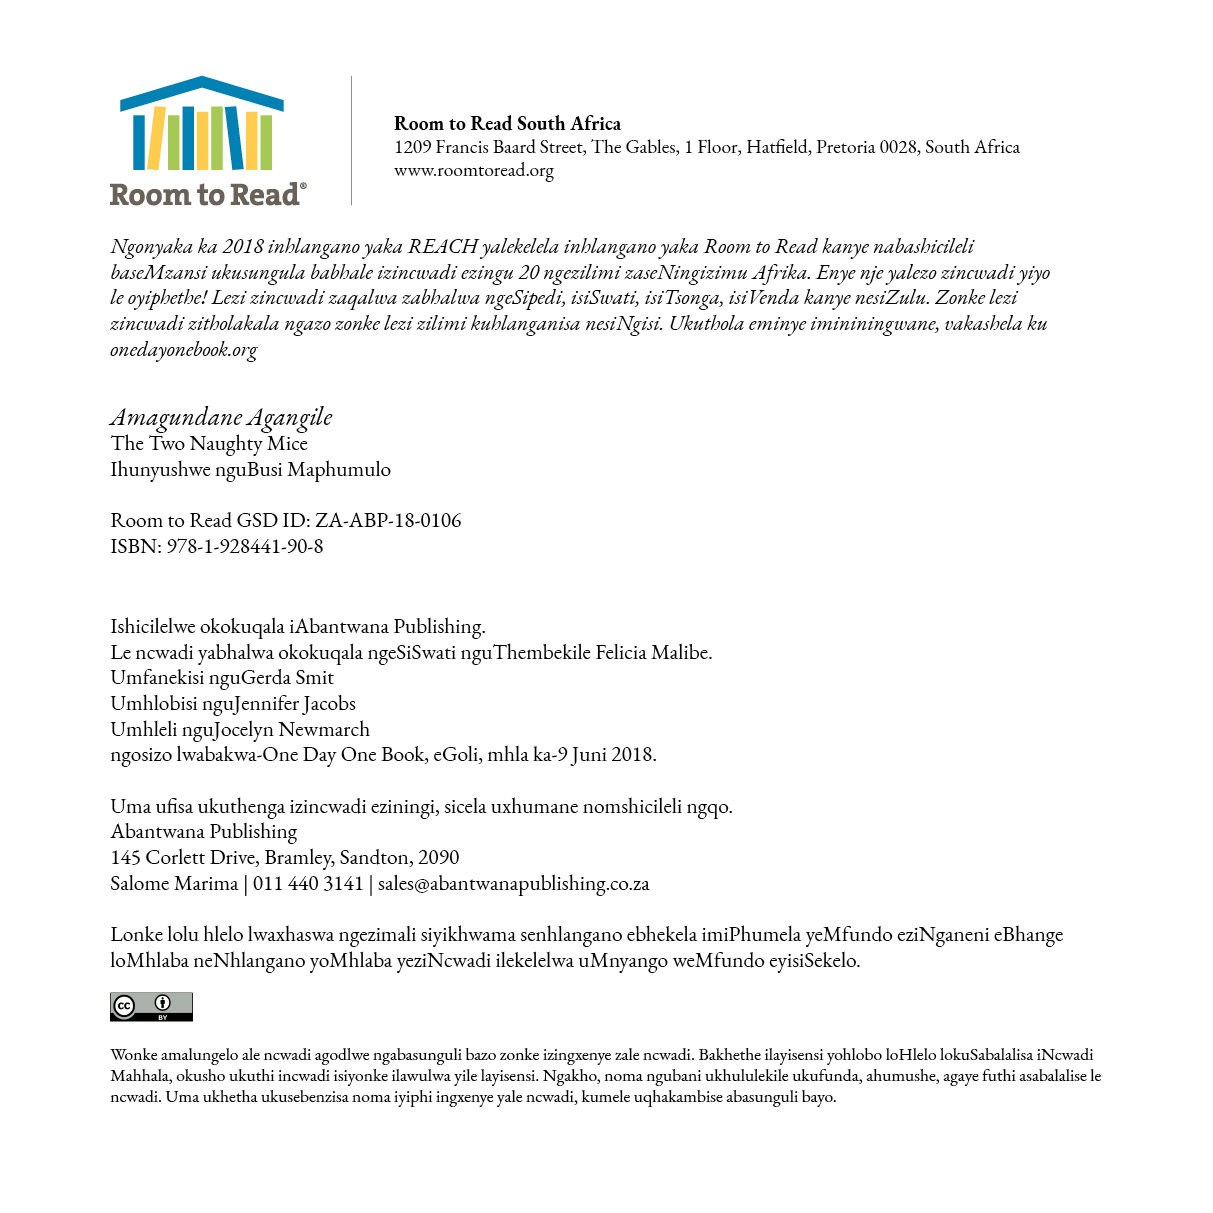 Room to Read®
Room to Read South Africa
1209 Francis Baard Street, The Gables, 1 Floor, Hatfield, Pretoria 0028, South Africa
www.roomtoread.org
Ngonyaka ka 2018 inhlangano yaka REACH yalekelela inhlangano yaka Room to Read kanye nabashicileli
baseMzansi ukusungula babhale izincwadi ezingu 20 ngezilimi zaseNingizimu Afrika. Enye nje yalezo zincwadi yiyo
le oyiphethe! Lezi zincwadi zaqalwa zabhalwa ngeSipedi, isiSwati, isiTsonga, isiVenda kanye nesiZulu. Zonke lezi
zincwadi zitholakala ngazo zonke lezi zilimi kuhlanganisa nesiNgisi. Ukuthola eminye imininingwane, vakashela ku
onedayonebook.org
Amagundane Agangile
The Two Naughty Mice
Ihunyushwe nguBusi Maphumulo
Room to Read GSD ID: ZA-ABP-18-0106
ISBN: 978-1-928441-90-8
Ishicilelwe okokuqala iAbantwana Publishing.
Le ncwadi yabhalwa okokuqala ngeSiSwati nguThembekile Felicia Malibe.
Umfanekisi nguGerda Smit
Umhlobisi nguJennifer Jacobs
Umhleli nguJocelyn Newmarch
ngosizo lwabakwa-One Day One Book, eGoli, mhla ka-9 Juni 2018.
Uma ufisa ukuthenga izincwadi eziningi, sicela uxhumane nomshicileli ngqo.
Abantwana Publishing
145 Corlett Drive, Bramley, Sandton, 2090
Salome Marima | 011 440 3141 | sales@abantwanapublishing.co.za
Lonke lolu hlelo lwaxhaswa ngezimali siyikhwama senhlangano ebhekela imiPhumela yeMfundo eziNganeni eBhange
loMhlaba neNhlangano yoMhlaba yeziNcwadi ilekelelwa uMnyango weMfundo eyisiSekelo.
cc BY
Wonke amalungelo ale ncwadi agodlwe ngabasunguli bazo zonke izingxenye zale ncwadi. Bakhethe ilayisensi yohlobo loHlelo lokuSabalalisa iNcwadi
Mahhala, okusho ukuthi incwadi isiyonke ilawulwa yile layisensi. Ngakho, noma ngubani ukhululekile ukufunda, ahumushe, agaye futhi asabalalise le
ncwadi. Uma ukhetha ukusebenzisa noma iyiphi ingxenye yale ncwadi, kumele uqhakambise abasunguli bayo.